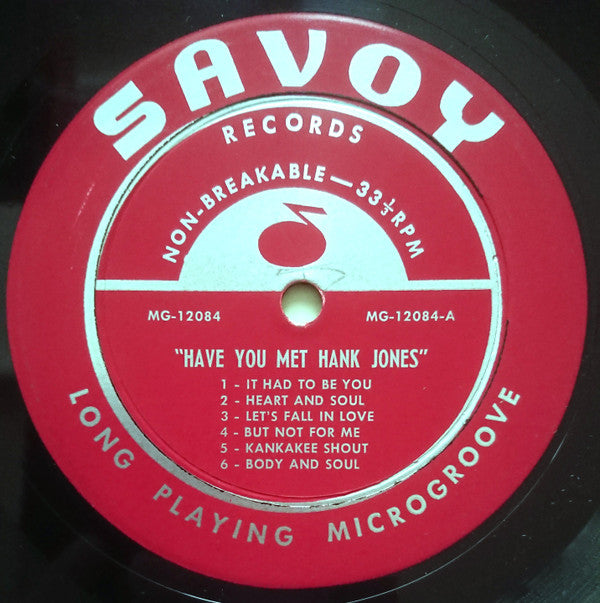 SAVOY
RECORDS
NON-BREAKABLE — 33⅓ RPM
MG-12084 MG-12084-A
"HAVE YOU MET HANK JONES"
1 - IT HAD TO BE YOU
2 - HEART AND SOUL
3 - LET'S FALL IN LOVE
4 - BUT NOT FOR ME
5 - KANKAKEE SHOUT
6 - BODY AND SOUL
LONG PLAYING MICROGROOVE